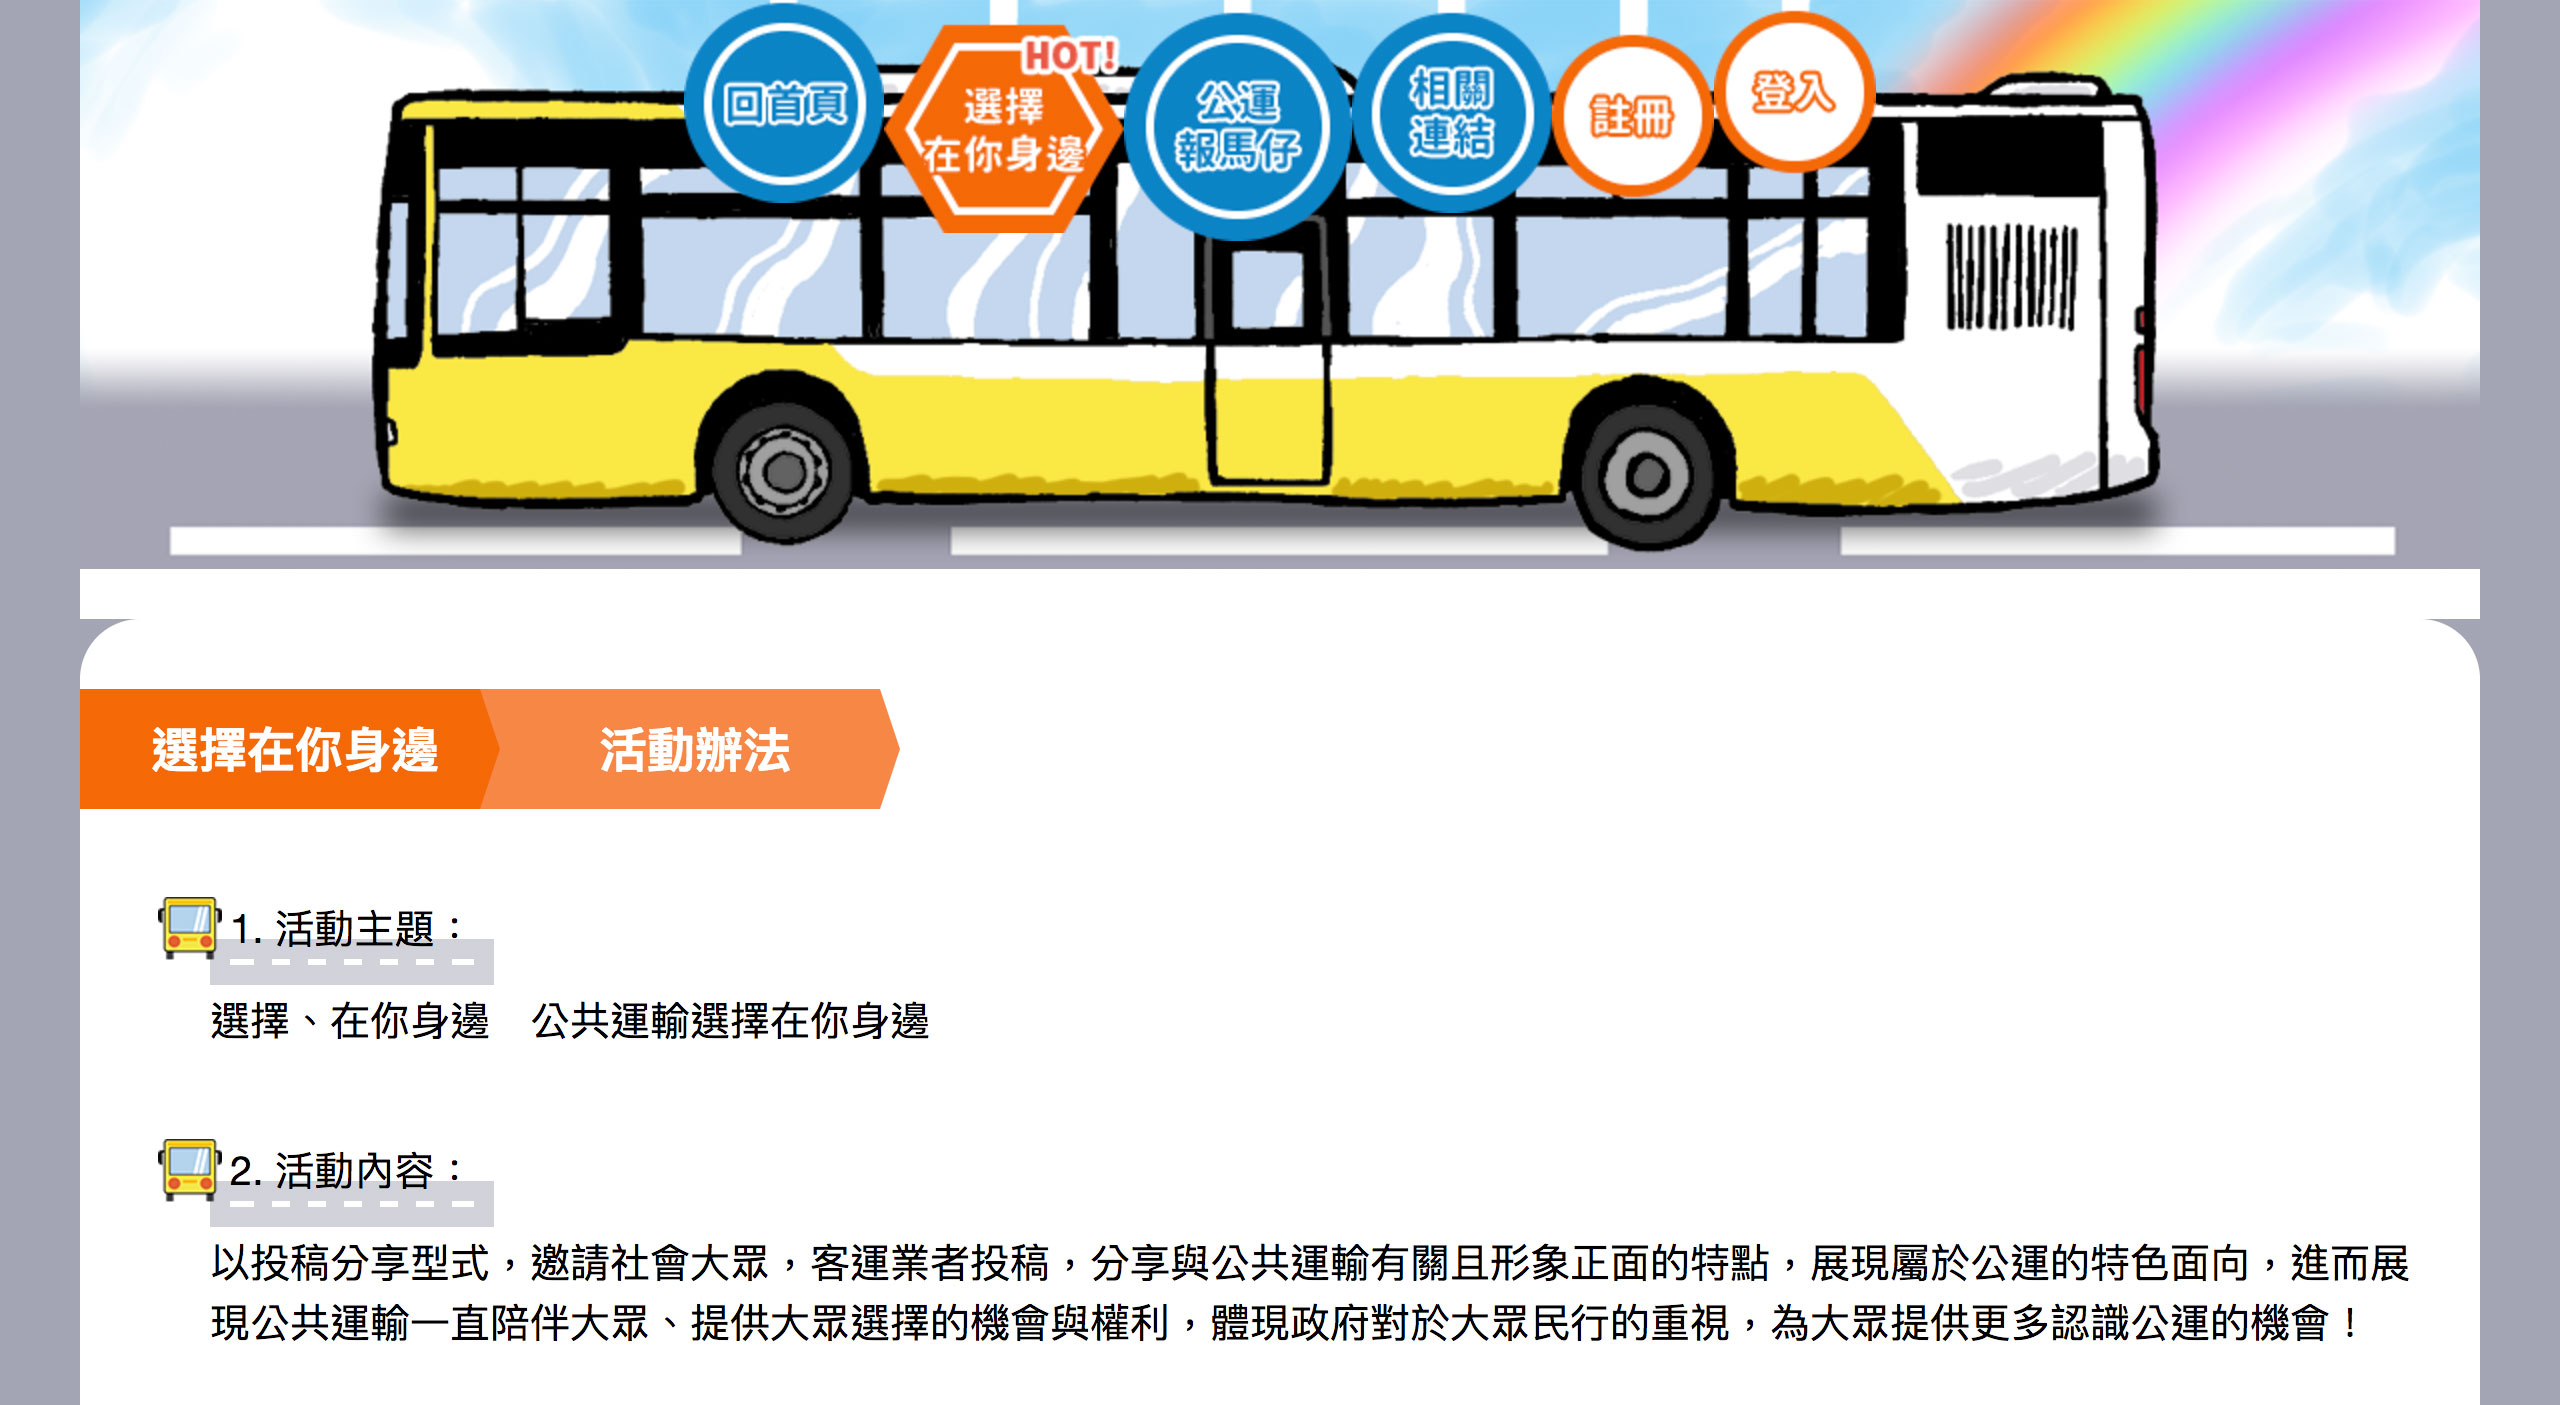 回首頁
HOT!
選擇
在你身邊
公運
報馬仔
相關
連結
註冊
登入
選擇在你身邊
活動辦法
1. 活動主題：
選擇、在你身邊　公共運輸選擇在你身邊
2. 活動內容：
以投稿分享型式，邀請社會大眾，客運業者投稿，分享與公共運輸有關且形象正面的特點，展現屬於公運的特色面向，進而展
現公共運輸一直陪伴大眾、提供大眾選擇的機會與權利，體現政府對於大眾民行的重視，為大眾提供更多認識公運的機會！